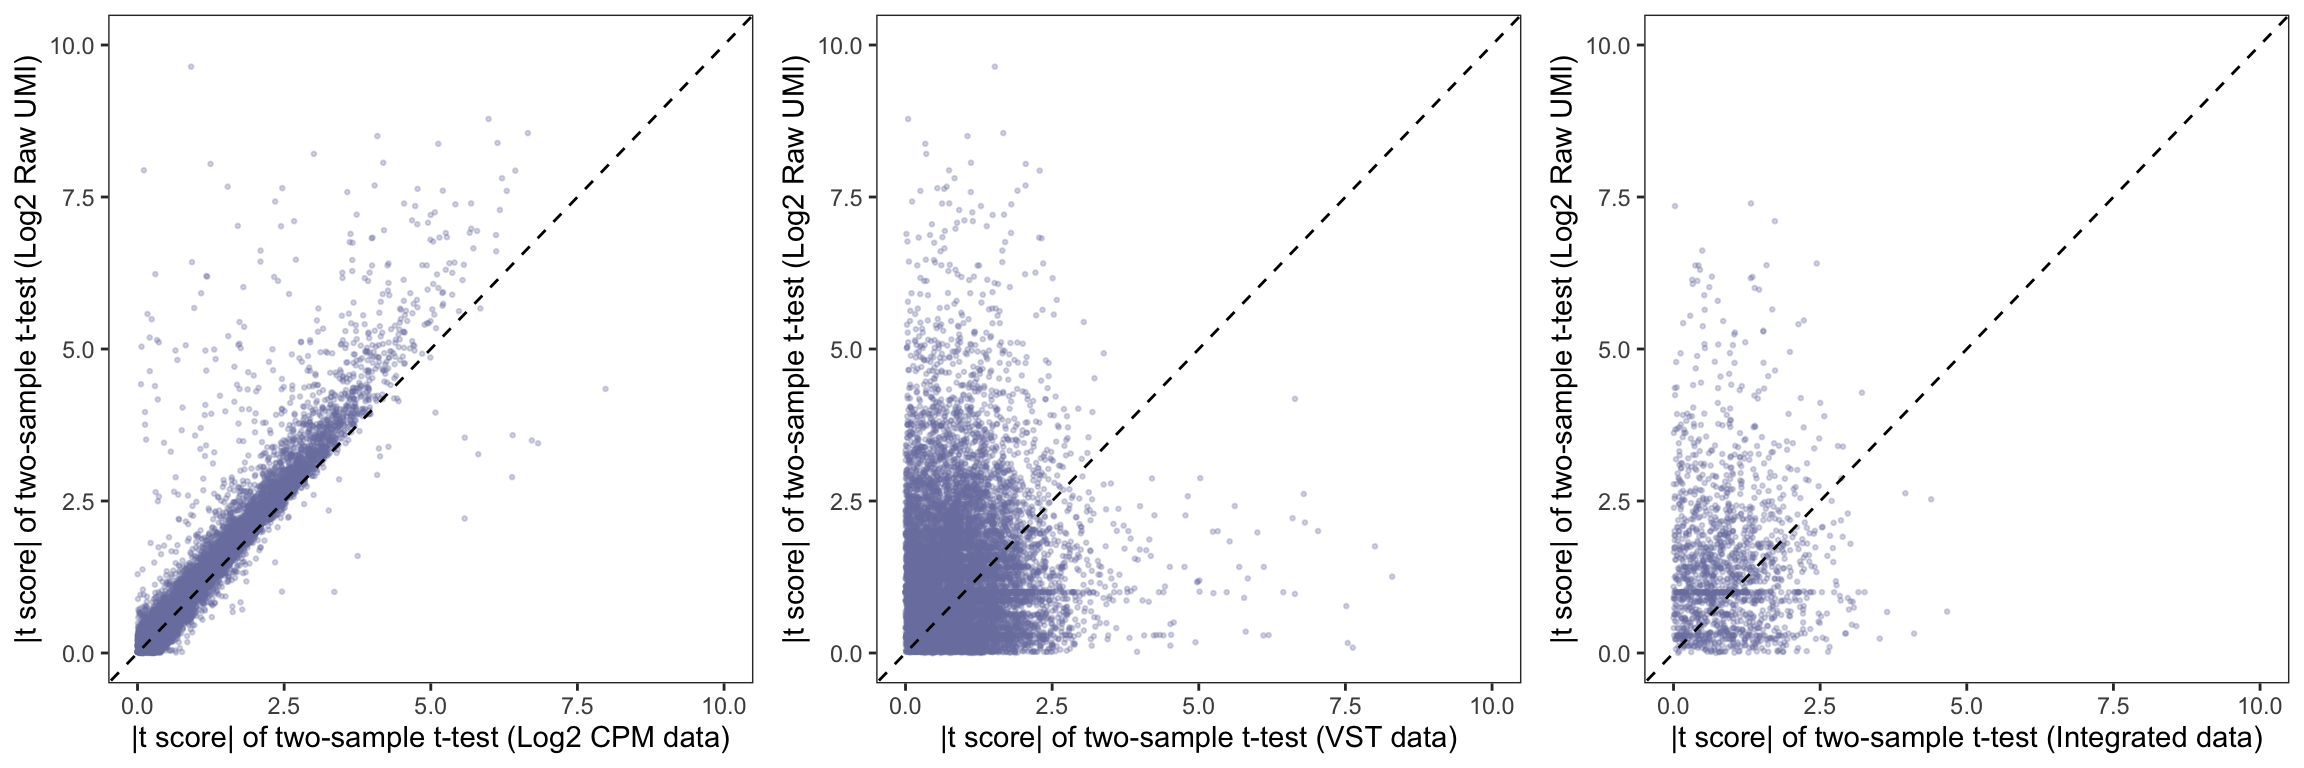 |t score| of two-sample t-test (Log2 Raw UMI)
10.0
7.5
5.0
2.5
0.0
0.0 2.5 5.0 7.5 10.0
|t score| of two-sample t-test (Log2 CPM data)
|t score| of two-sample t-test (Log2 Raw UMI)
10.0
7.5
5.0
2.5
0.0
0.0 2.5 5.0 7.5 10.0
|t score| of two-sample t-test (VST data)
|t score| of two-sample t-test (Log2 Raw UMI)
10.0
7.5
5.0
2.5
0.0
0.0 2.5 5.0 7.5 10.0
|t score| of two-sample t-test (Integrated data)